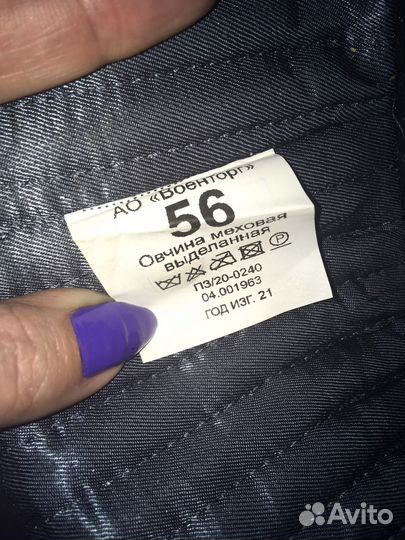 АО «Военторг»
56
Овчина меховая
выделанная
P
ПЗ/20-0240
04.001963
ГОД ИЗГ. 21
Avito